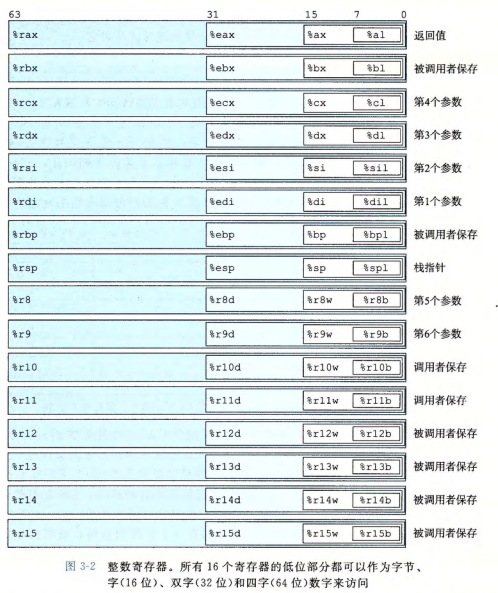 63 31 15 7 0
%rax %eax %ax %al 返回值
%rbx %ebx %bx %bl 被调用者保存
%rcx %ecx %cx %cl 第4个参数
%rdx %edx %dx %dl 第3个参数
%rsi %esi %si %sil 第2个参数
%rdi %edi %di %dil 第1个参数
%rbp %ebp %bp %bpl 被调用者保存
%rsp %esp %sp %spl 栈指针
%r8 %r8d %r8w %r8b 第5个参数
%r9 %r9d %r9w %r9b 第6个参数
%r10 %r10d %r10w %r10b 调用者保存
%r11 %r11d %r11w %r11b 调用者保存
%r12 %r12d %r12w %r12b 被调用者保存
%r13 %r13d %r13w %r13b 被调用者保存
%r14 %r14d %r14w %r14b 被调用者保存
%r15 %r15d %r15w %r15b 被调用者保存
图 3-2 整数寄存器。所有 16 个寄存器的低位部分都可以作为字节、
字(16 位)、双字(32 位)和四字(64 位)数字来访问